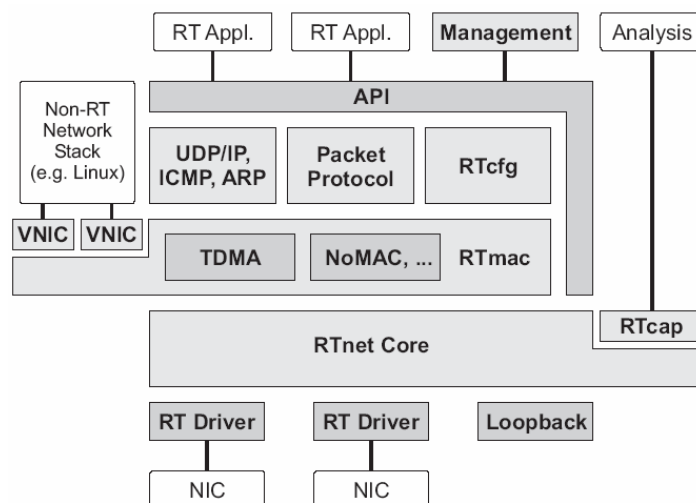 RT Appl.
RT Appl.
Management
Analysis
API
Non-RT
Network
Stack
(e.g. Linux)
UDP/IP,
ICMP, ARP
Packet
Protocol
RTcfg
VNIC
VNIC
TDMA
NoMAC, ...
RTmac
RTnet Core
RTcap
RT Driver
RT Driver
Loopback
NIC
NIC